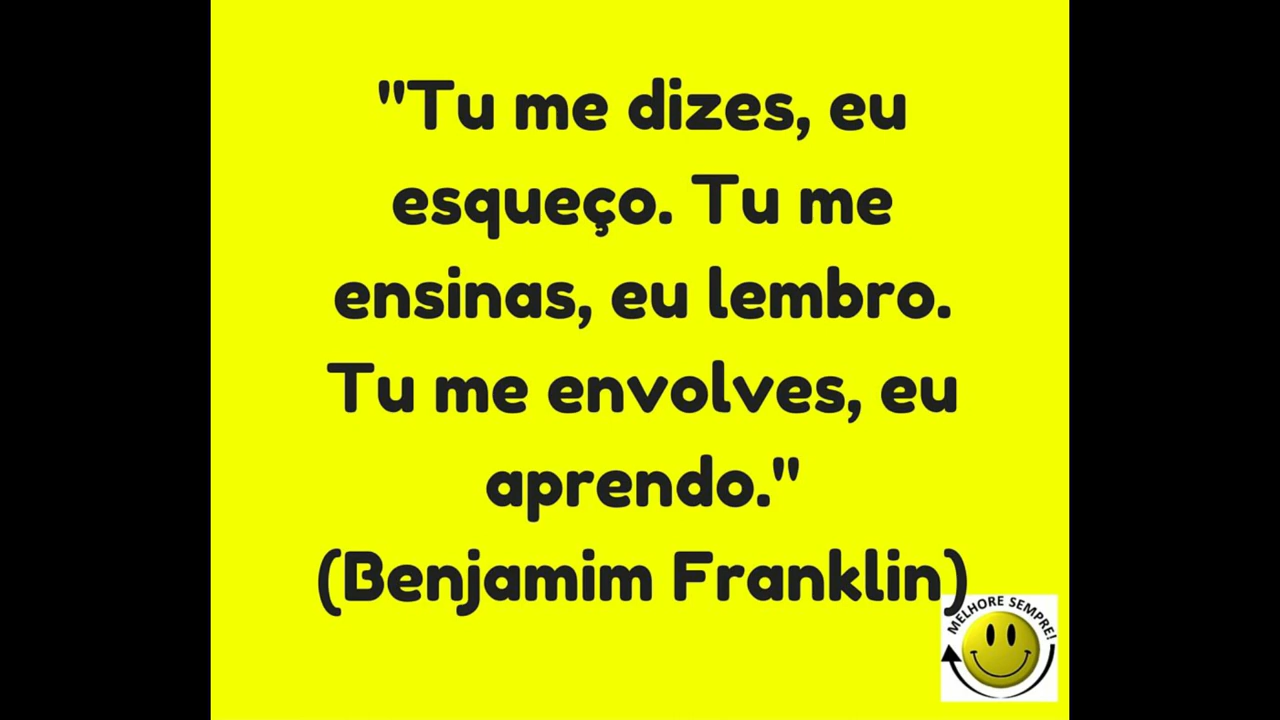 "Tu me dizes, eu
esqueço. Tu me
ensinas, eu lembro.
Tu me envolves, eu
aprendo."
(Benjamim Franklin)
MELHORE SEMPRE!